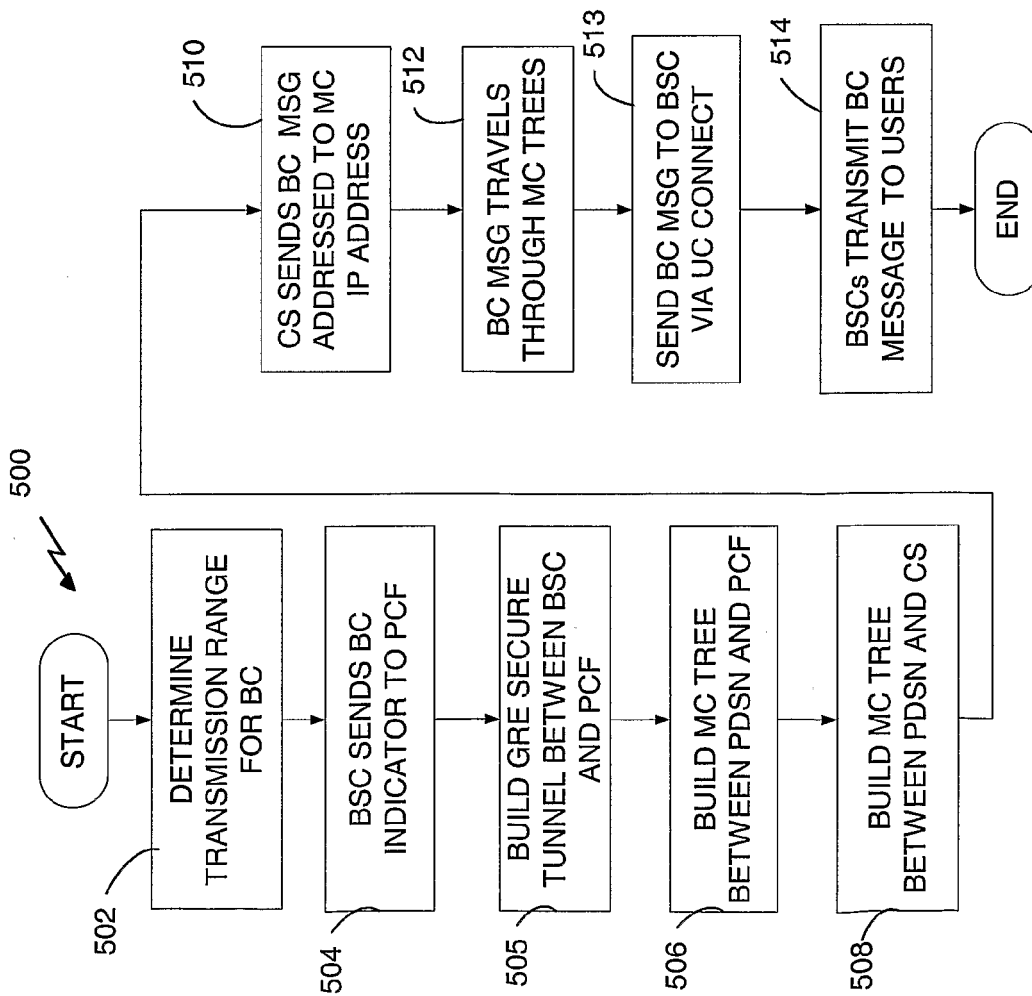 500
START
502
DETERMINE
TRANSMISSION RANGE
FOR BC
504
BSC SENDS BC
INDICATOR TO PCF
505
BUILD GRE SECURE
TUNNEL BETWEEN BSC
AND PCF
506
BUILD MC TREE
BETWEEN PDSN AND PCF
508
BUILD MC TREE
BETWEEN PDSN AND CS
510
CS SENDS BC MSG
ADDRESSED TO MC
IP ADDRESS
512
BC MSG TRAVELS
THROUGH MC TREES
513
SEND BC MSG TO BSC
VIA UC CONNECT
514
BSCs TRANSMIT BC
MESSAGE TO USERS
END